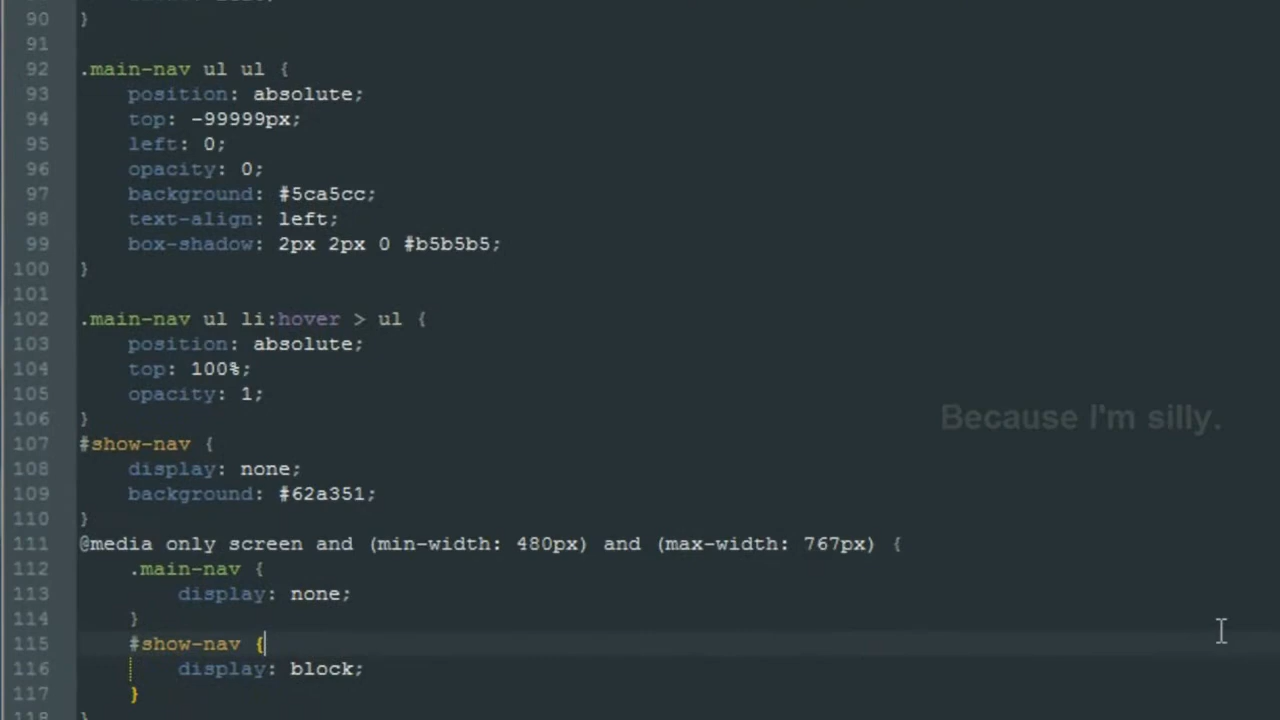 90 }
91
92 .main-nav ul ul {
93     position: absolute;
94     top: -99999px;
95     left: 0;
96     opacity: 0;
97     background: #5ca5cc;
98     text-align: left;
99     box-shadow: 2px 2px 0 #b5b5b5;
100 }
101
102 .main-nav ul li:hover > ul {
103     position: absolute;
104     top: 100%;
105     opacity: 1;
106 }
Because I'm silly.
107 #show-nav {
108     display: none;
109     background: #62a351;
110 }
111 @media only screen and (min-width: 480px) and (max-width: 767px) {
112     .main-nav {
113         display: none;
114     }
115     #show-nav {
116         display: block;
117     }
118 }